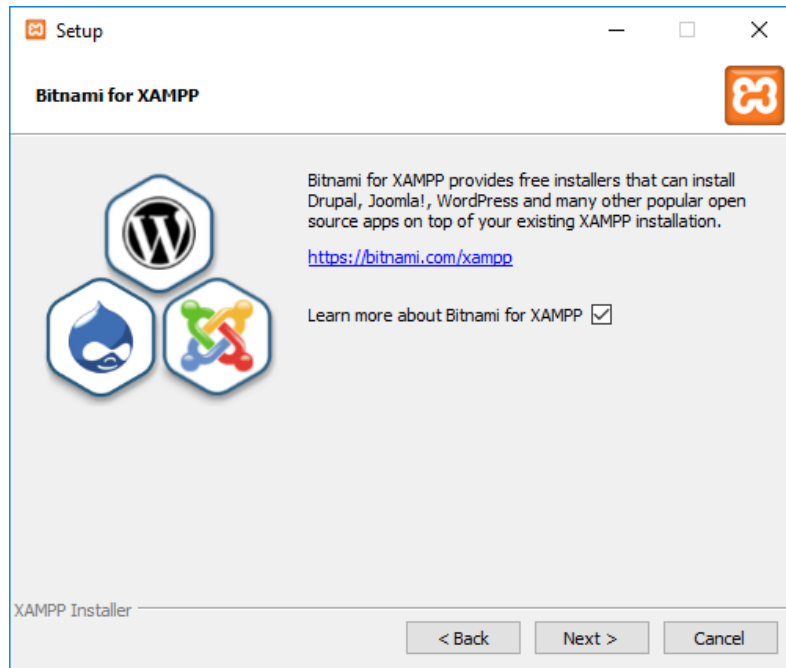 Setup
Bitnami for XAMPP
Bitnami for XAMPP provides free installers that can install
Drupal, Joomla!, WordPress and many other popular open
source apps on top of your existing XAMPP installation.
https://bitnami.com/xampp
Learn more about Bitnami for XAMPP
XAMPP Installer
< Back
Next >
Cancel